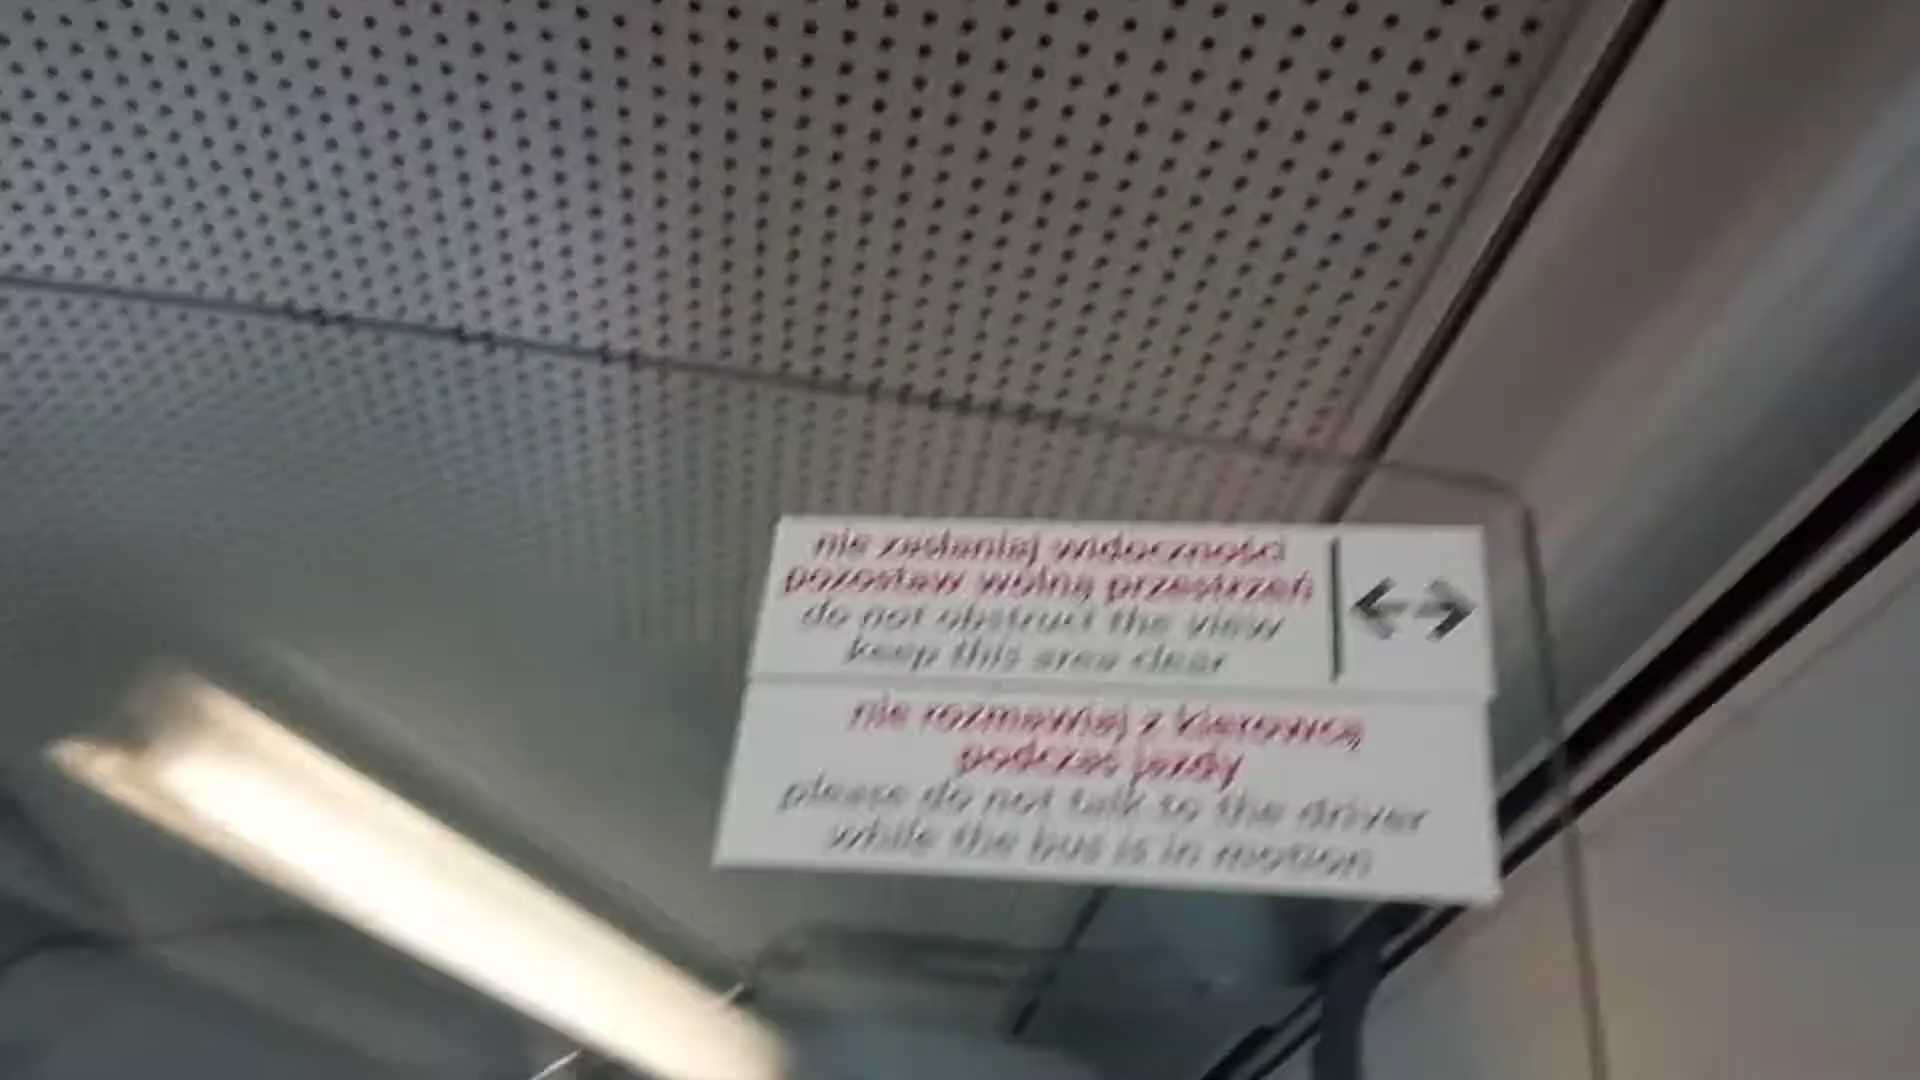 nie zasłaniaj widoczności
pozostaw wolną przestrzeń
do not obstruct the view
keep this area clear
nie rozmawiaj z kierowcą
podczas jazdy
please do not talk to the driver
while the bus is in motion